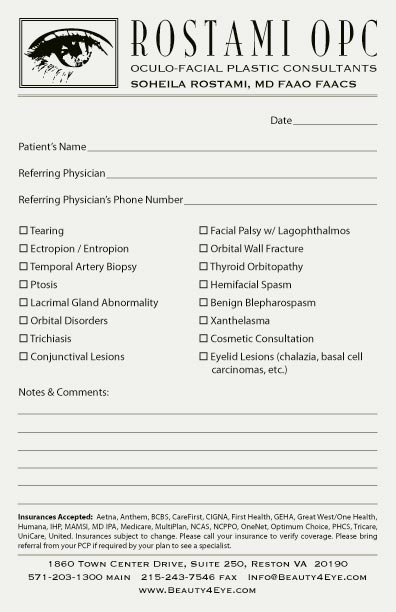 ROSTAMI OPC
OCULO-FACIAL PLASTIC CONSULTANTS
SOHEILA ROSTAMI, MD FAAO FAACS
Date
Patient's Name
Referring Physician
Referring Physician's Phone Number
Tearing
Ectropion / Entropion
Temporal Artery Biopsy
Ptosis
Lacrimal Gland Abnormality
Orbital Disorders
Trichiasis
Conjunctival Lesions
Facial Palsy w/ Lagophthalmos
Orbital Wall Fracture
Thyroid Orbitopathy
Hemifacial Spasm
Benign Blepharospasm
Xanthelasma
Cosmetic Consultation
Eyelid Lesions (chalazia, basal cell
carcinomas, etc.)
Notes & Comments:
Insurances Accepted: Aetna, Anthem, BCBS, CareFirst, CIGNA, First Health, GEHA, Great West/One Health,
Humana, IHP, MAMSI, MD IPA, Medicare, MultiPlan, NCAS, NCPPO, OneNet, Optimum Choice, PHCS, Tricare,
UniCare, United. Insurances subject to change. Please call your insurance to verify coverage. Please bring
referral from your PCP if required by your plan to see a specialist.
1860 Town Center Drive, Suite 250, Reston VA 20190
571-203-1300 main 215-243-7546 fax Info@Beauty4Eye.com
www.Beauty4Eye.com